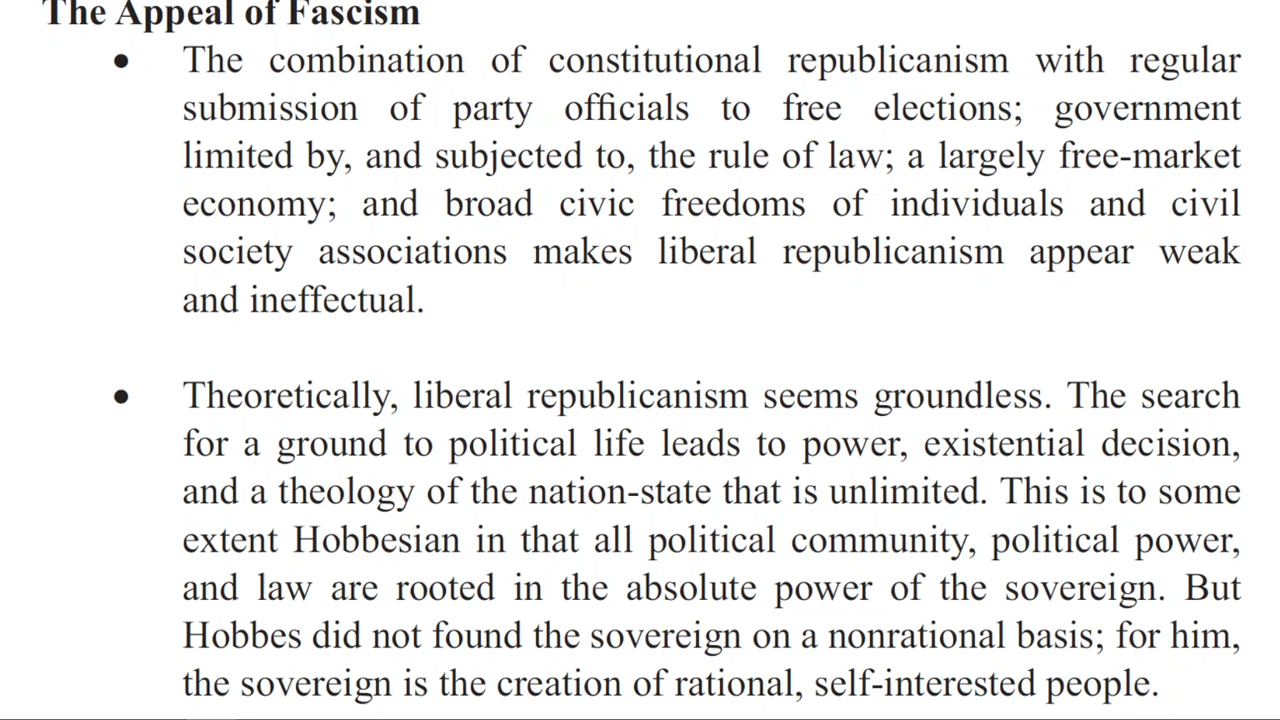 The Appeal of Fascism
• The combination of constitutional republicanism with regular
submission of party officials to free elections; government
limited by, and subjected to, the rule of law; a largely free-market
economy; and broad civic freedoms of individuals and civil
society associations makes liberal republicanism appear weak
and ineffectual.
• Theoretically, liberal republicanism seems groundless. The search
for a ground to political life leads to power, existential decision,
and a theology of the nation-state that is unlimited. This is to some
extent Hobbesian in that all political community, political power,
and law are rooted in the absolute power of the sovereign. But
Hobbes did not found the sovereign on a nonrational basis; for him,
the sovereign is the creation of rational, self-interested people.